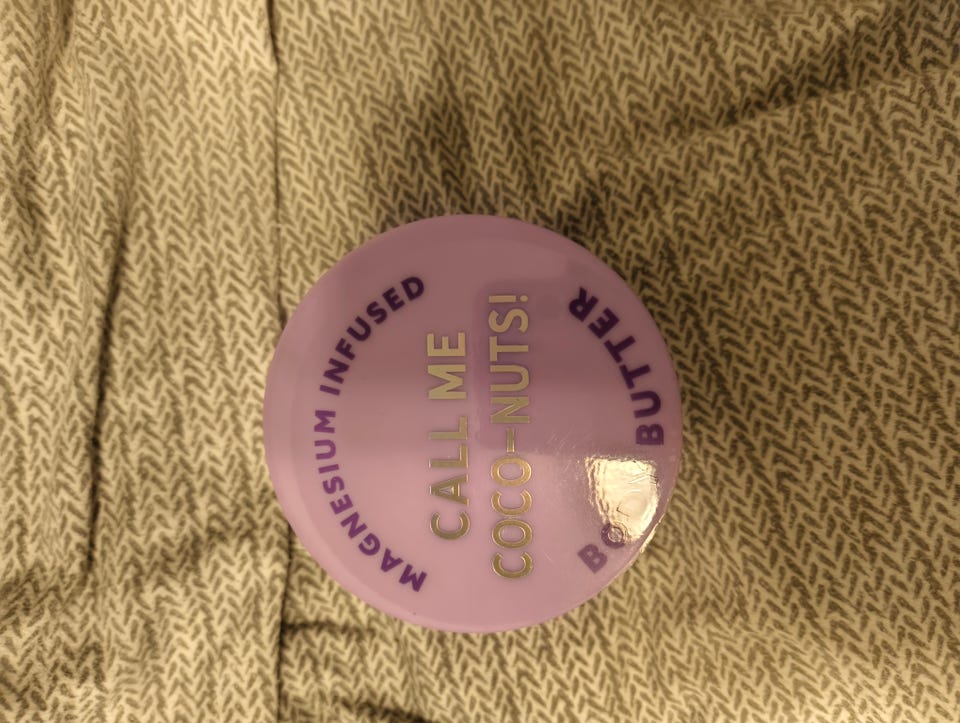 MAGNESIUM INFUSED
CALL ME
COCO-NUTS!
BUTTER